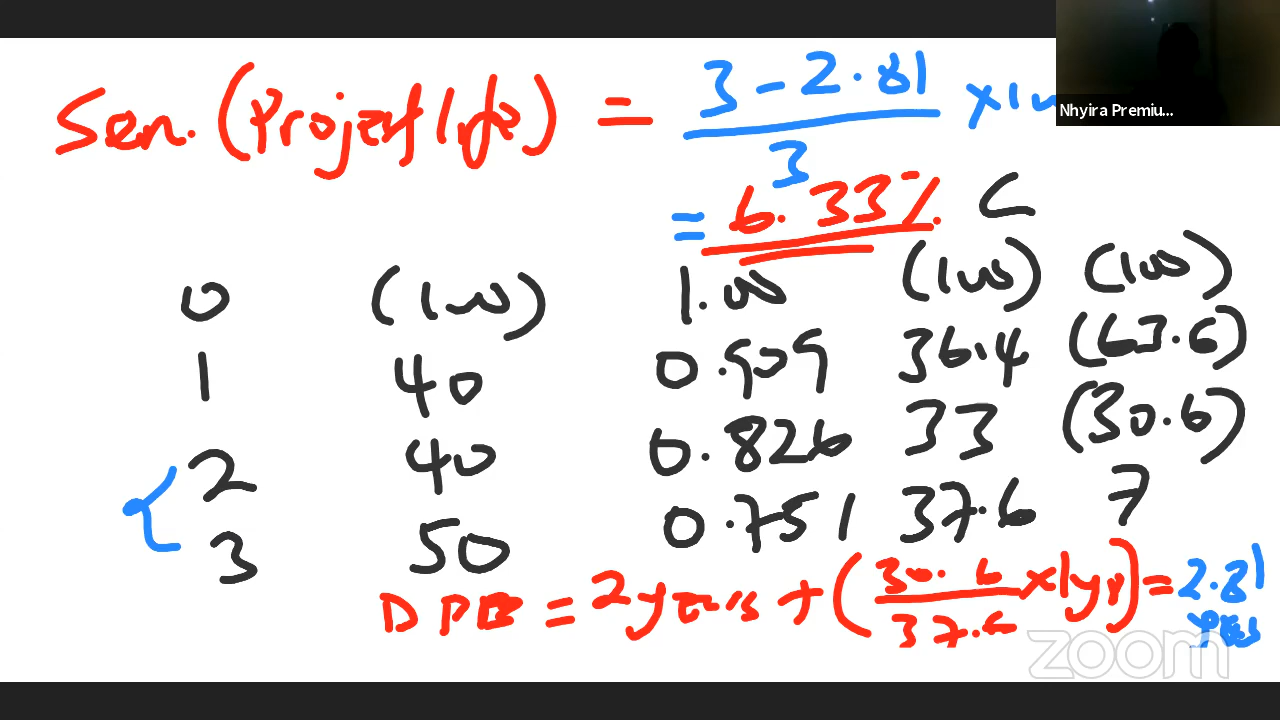 Nhyira Premiu...
Sen. (Project life) = 3 - 2.81 x 1
3
= 6.33%
0 (100) 1.00 (100) (100)
1 40 0.909 36.4 (63.6)
2 40 0.826 33 (30.6)
3 50 0.751 37.6 7
DPB = 2 years + (30.6 x 1yr) = 2.81
37.6 yrs
zoom